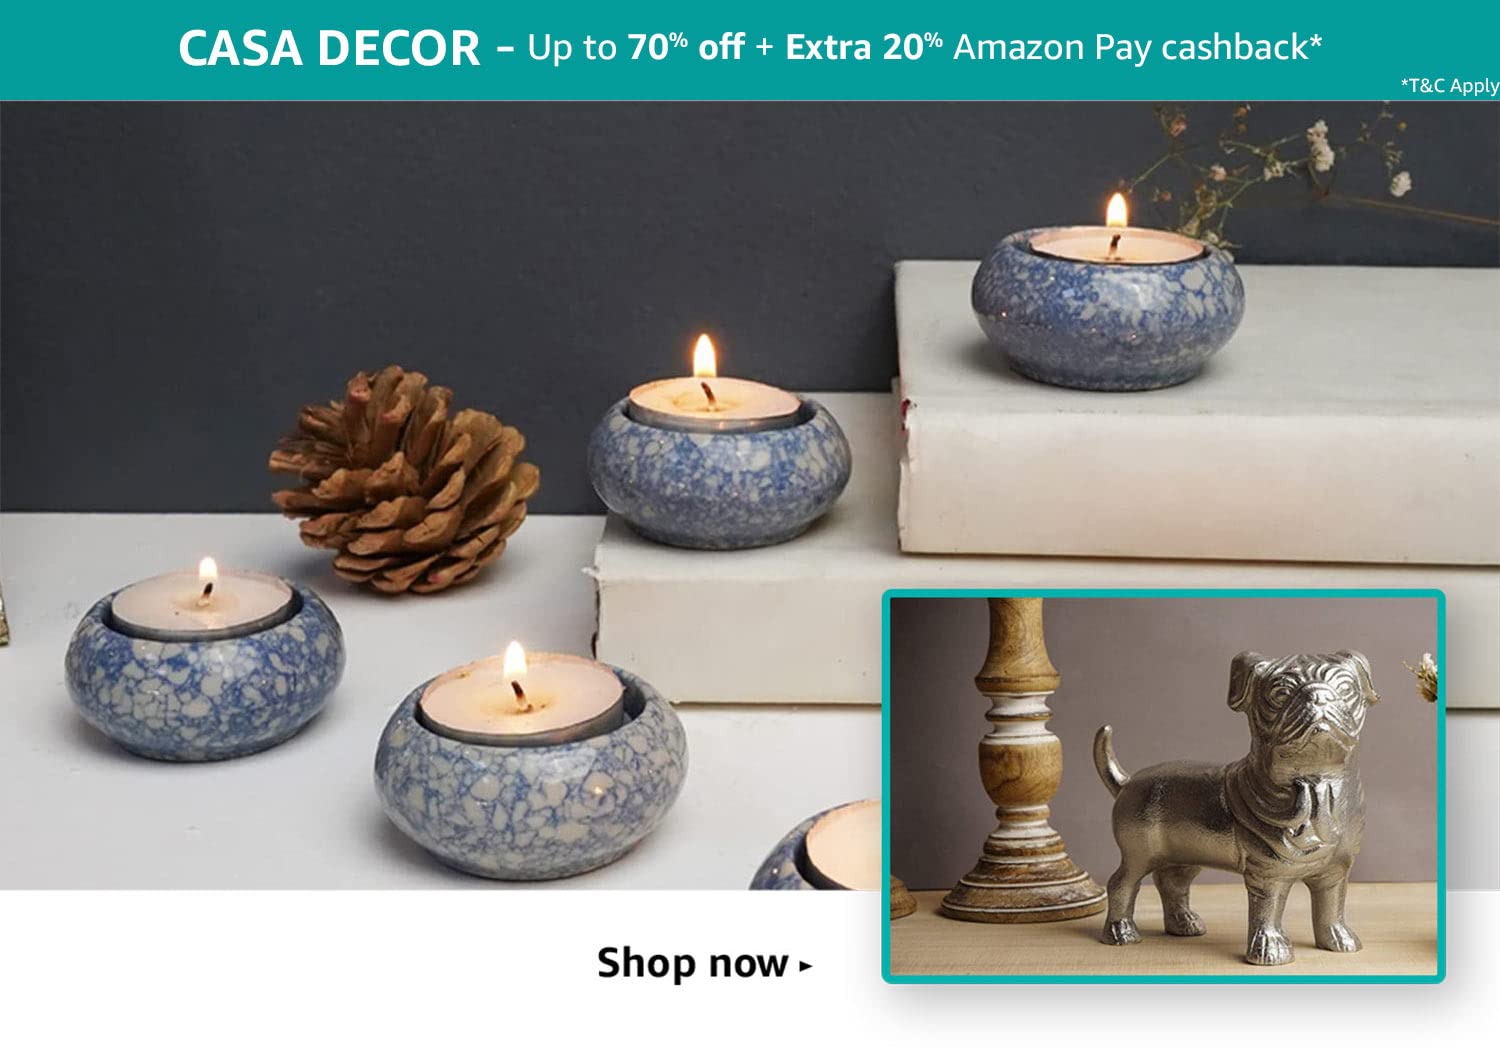 CASA DECOR – Up to 70% off + Extra 20% Amazon Pay cashback*
*T&C Apply
Shop now ▸